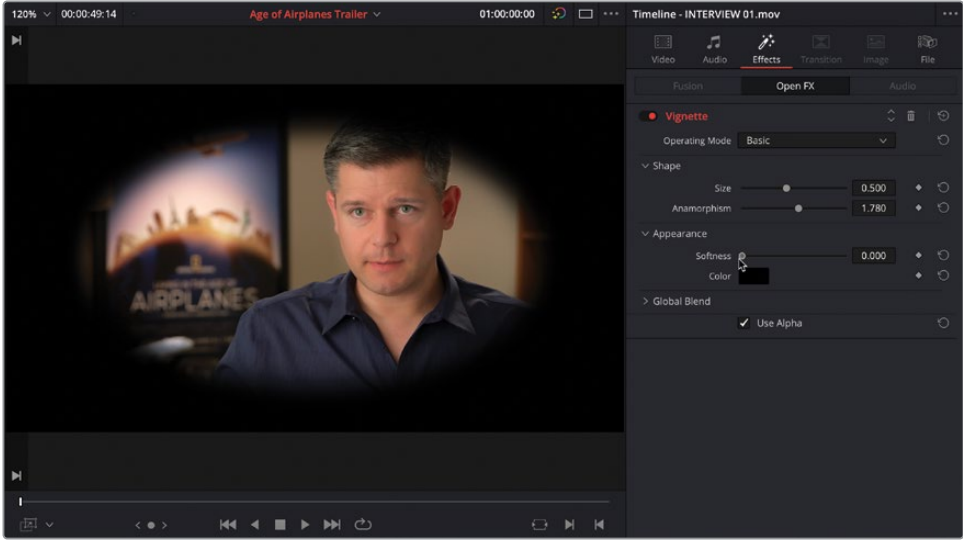 120% 00:00:49:14 Age of Airplanes Trailer 01:00:00:00 Timeline - INTERVIEW 01.mov
Video Audio Effects Transition Image File
Fusion Open FX Audio
Vignette
Operating Mode Basic
Shape
Size 0.500
Anamorphism 1.780
Appearance
Softness 0.000
Color
Global Blend
Use Alpha
AIRPLANES